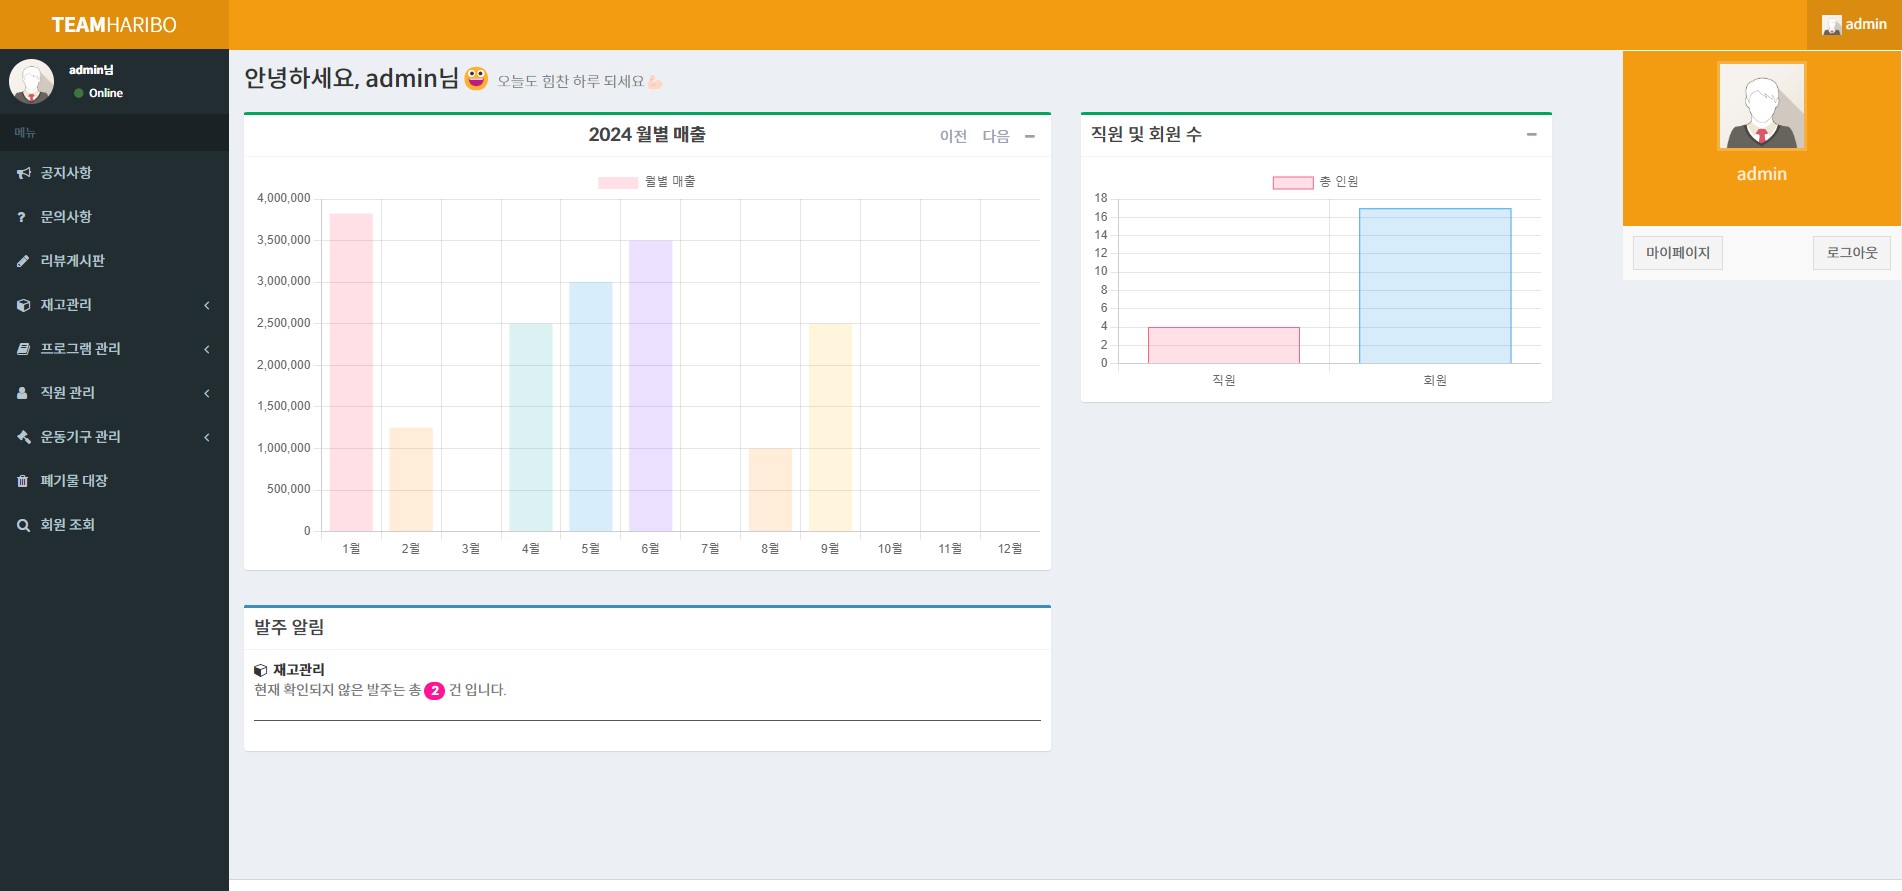 TEAMHARIBO
admin
admin님
Online
메뉴
공지사항
문의사항
리뷰게시판
재고관리
프로그램 관리
직원 관리
운동기구 관리
폐기물 대장
회원 조회
안녕하세요, admin님🤪 오늘도 힘찬 하루 되세요💪🏻
2024 월별 매출
이전 다음
월별 매출
4,000,000
3,500,000
3,000,000
2,500,000
2,000,000
1,500,000
1,000,000
500,000
0
1월 2월 3월 4월 5월 6월 7월 8월 9월 10월 11월 12월
직원 및 회원 수
총 인원
18
16
14
12
10
8
6
4
2
0
직원 회원
admin
마이페이지 로그아웃
발주 알림
재고관리
현재 확인되지 않은 발주는 총 2 건 입니다.